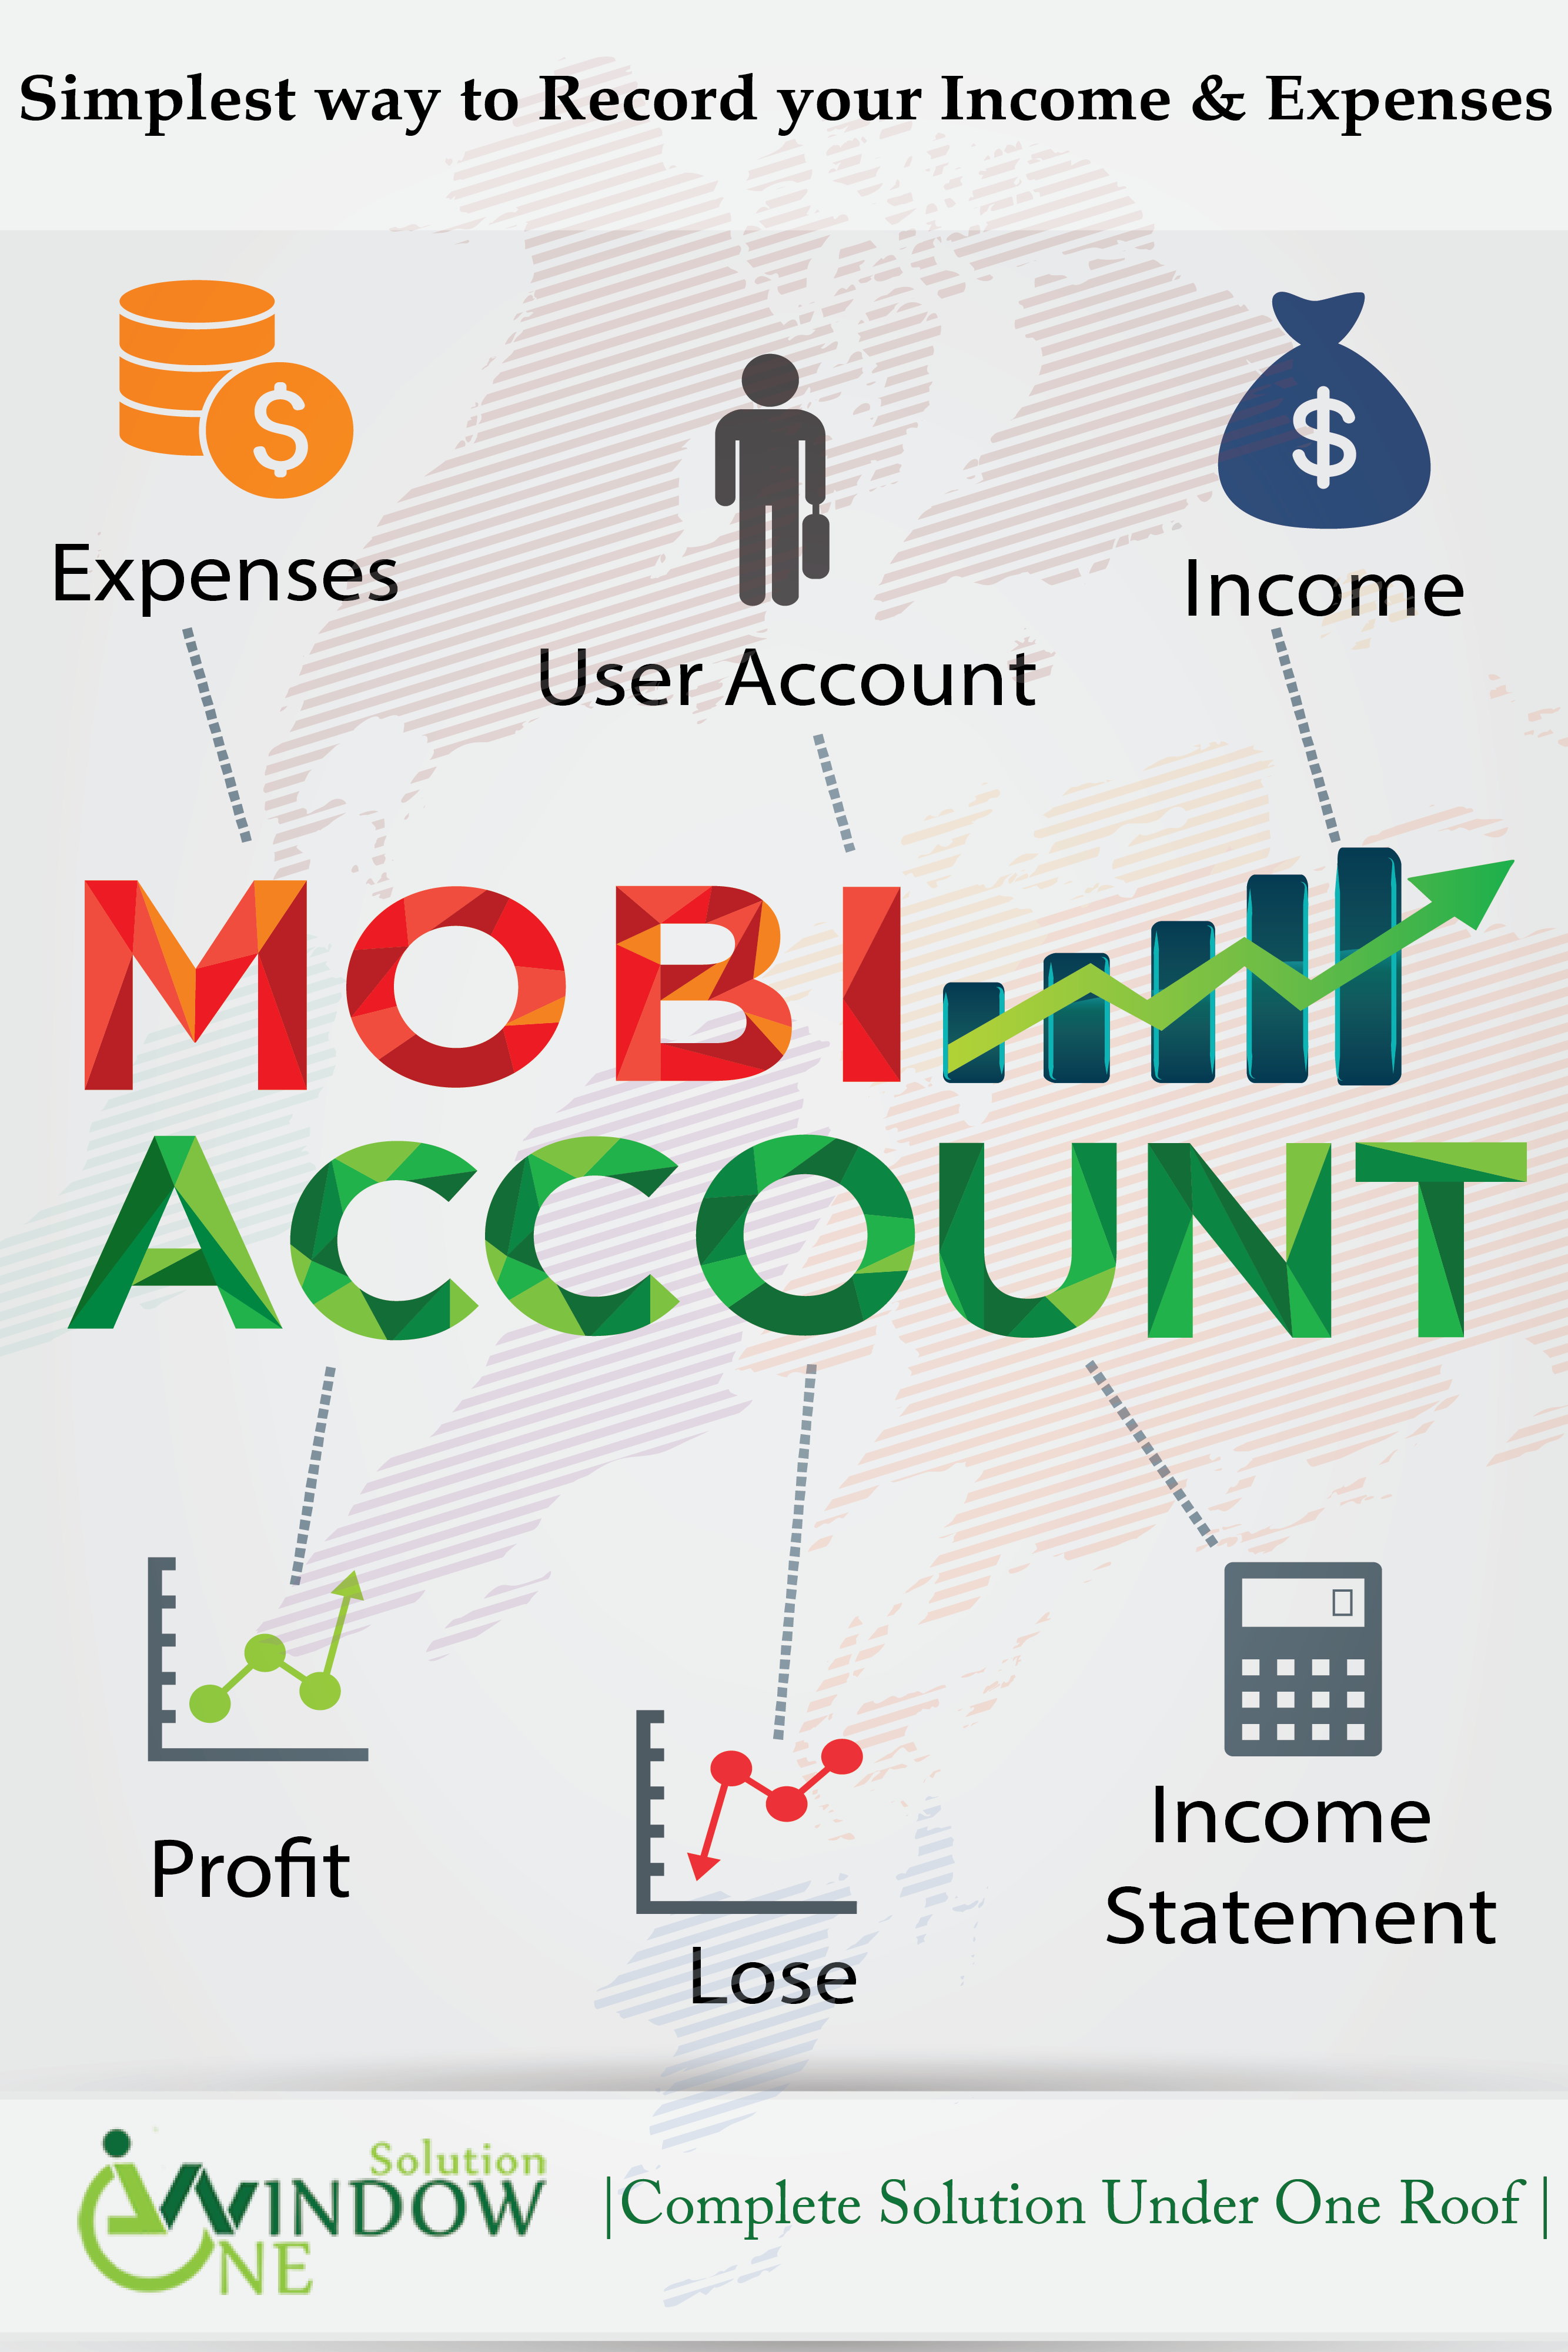 Simplest way to Record your Income & Expenses
Expenses
User Account
Income
MOBI
ACCOUNT
Profit
Lose
Income
Statement
Solution
WINDOW
ONE
|Complete Solution Under One Roof |